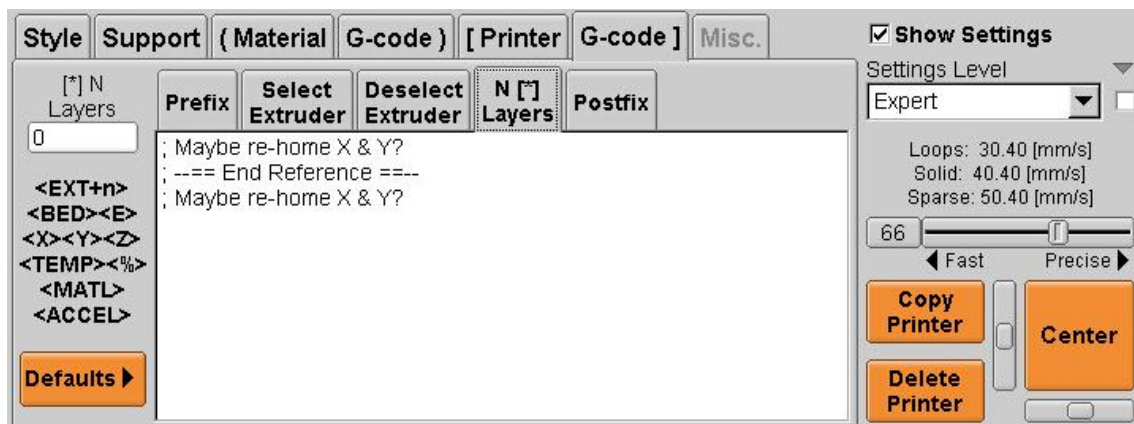 Style Support ( Material G-code ) [ Printer G-code ] Misc.
[*] N
Layers
0
<EXT+n>
<BED><E>
<X><Y><Z>
<TEMP><%>
<MATL>
<ACCEL>
Defaults
Prefix
Select
Extruder
Deselect
Extruder
N [*]
Layers
Postfix
; Maybe re-home X & Y?
; --== End Reference ==--
; Maybe re-home X & Y?
Show Settings
Settings Level
Expert
Loops: 30.40 [mm/s]
Solid: 40.40 [mm/s]
Sparse: 50.40 [mm/s]
66
Fast Precise
Copy
Printer
Center
Delete
Printer